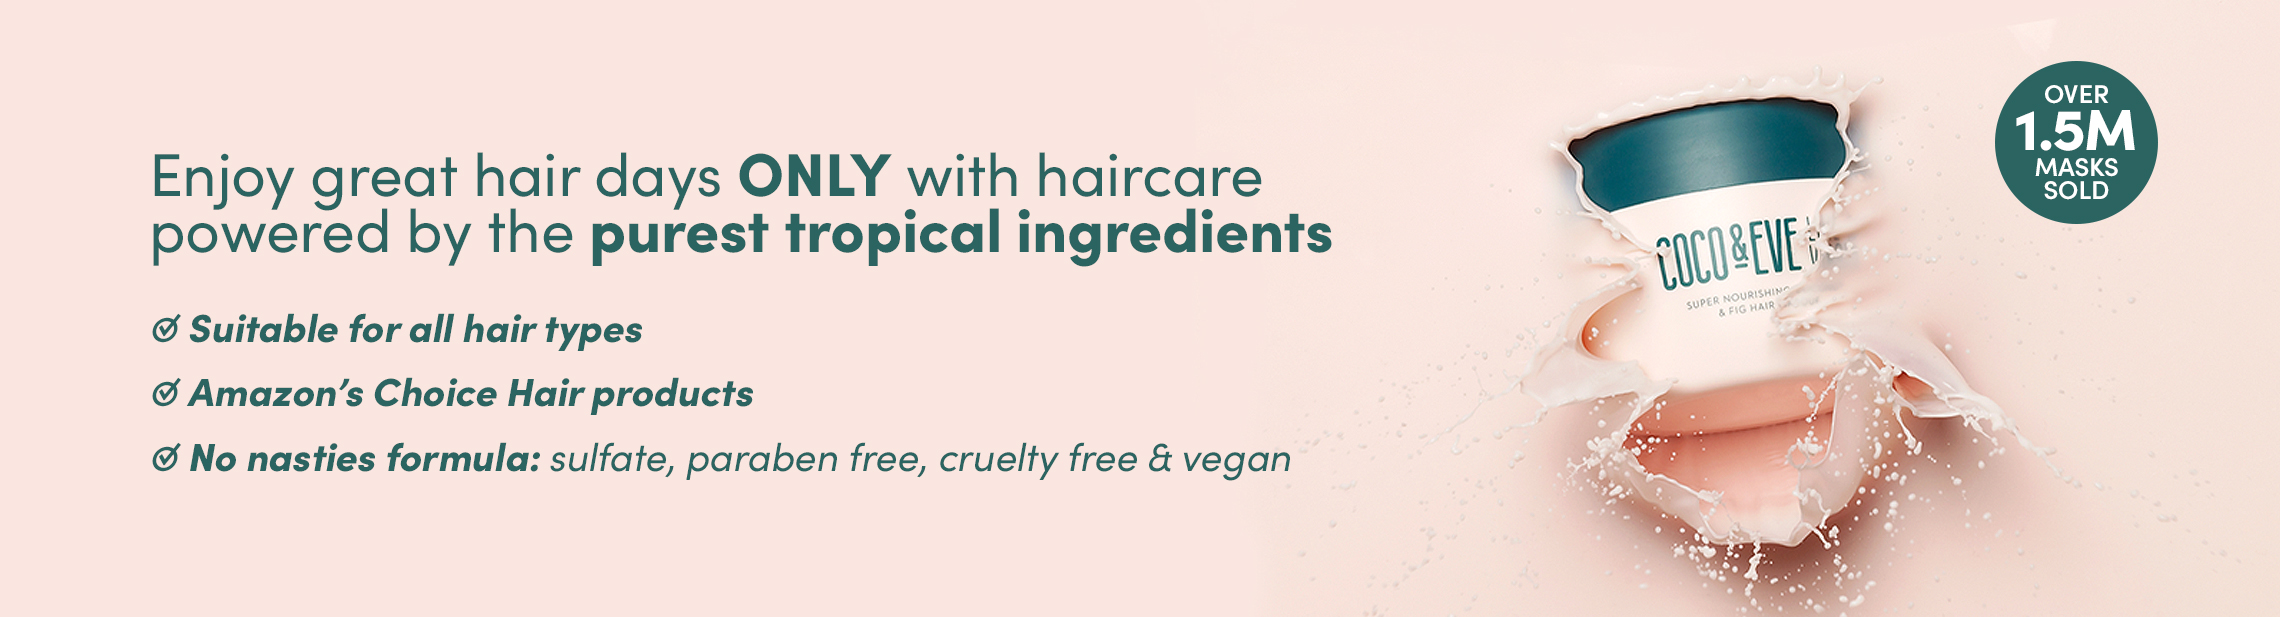 Enjoy great hair days ONLY with haircare
powered by the purest tropical ingredients
Suitable for all hair types
Amazon’s Choice Hair products
No nasties formula: sulfate, paraben free, cruelty free & vegan
COCO & EVE
SUPER NOURISHING
& FIG HAIR
OVER
1.5M
MASKS
SOLD